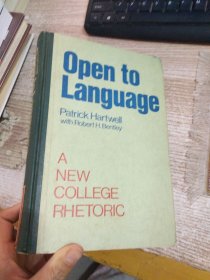 Open to
Language
Patrick Hartwell
with Robert H. Bentley
A
NEW
COLLEGE
RHETORIC